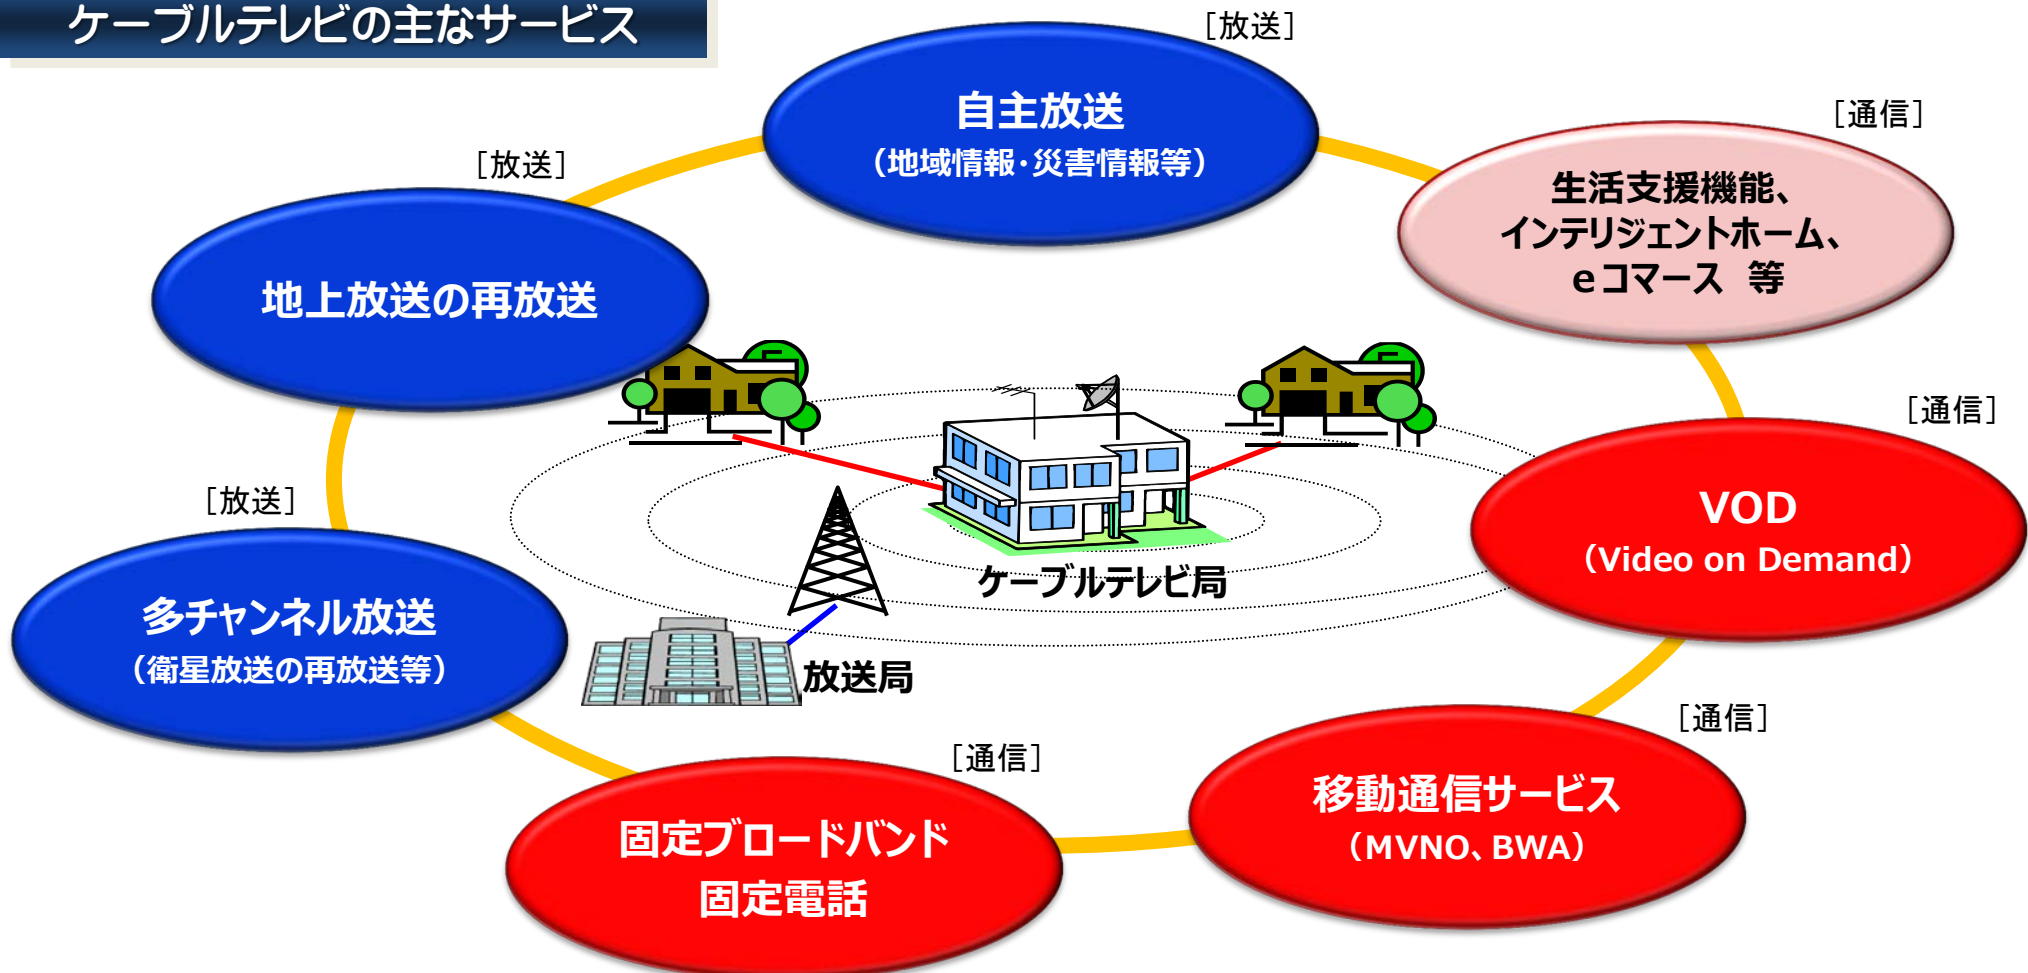 ケーブルテレビの主なサービス
［放送］
自主放送
（地域情報・災害情報等）
［通信］
生活支援機能、
インテリジェントホーム、
eコマース 等
［放送］
地上放送の再放送
［通信］
VOD
（Video on Demand）
［放送］
多チャンネル放送
（衛星放送の再放送等）
ケーブルテレビ局
放送局
［通信］
移動通信サービス
（MVNO、BWA）
［通信］
固定ブロードバンド
固定電話